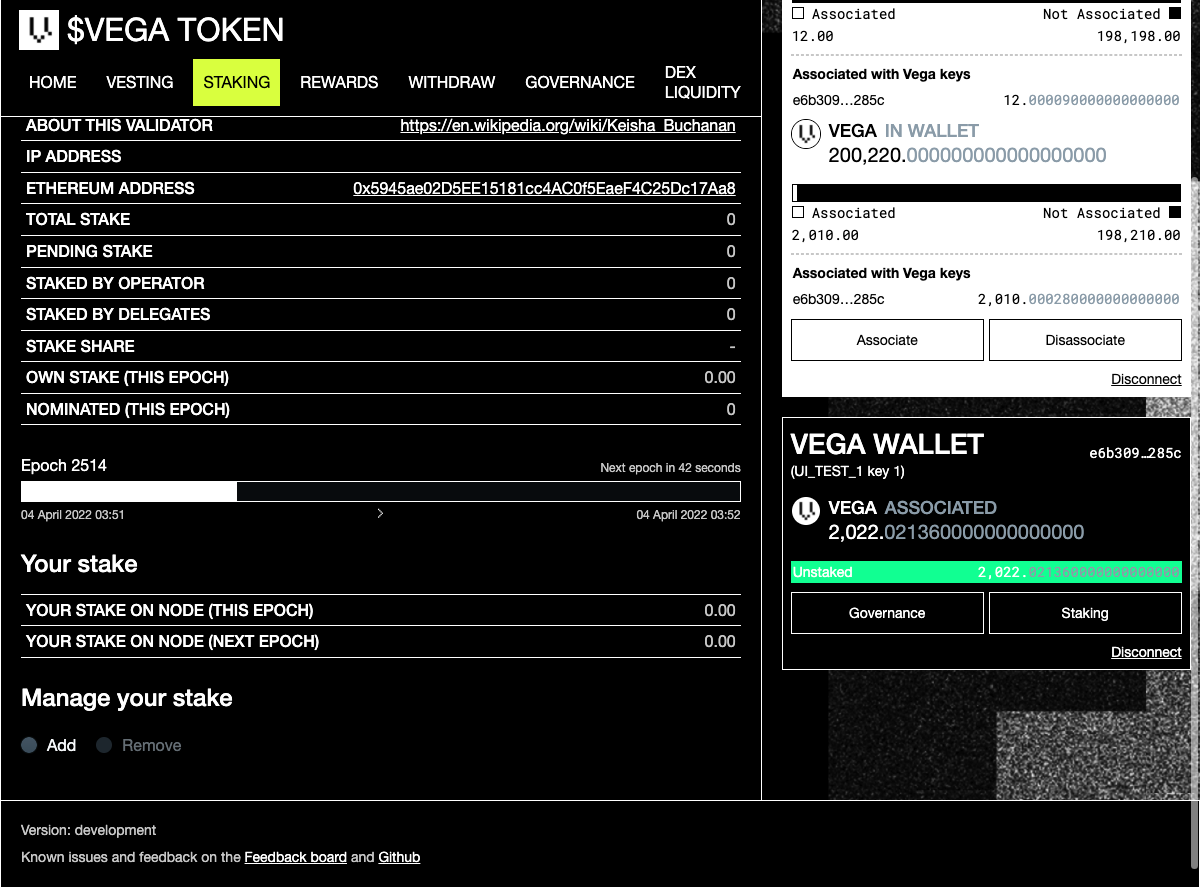 $VEGA TOKEN
HOME
VESTING
STAKING
REWARDS
WITHDRAW
GOVERNANCE
DEX LIQUIDITY
ABOUT THIS VALIDATOR https://en.wikipedia.org/wiki/Keisha_Buchanan
IP ADDRESS
ETHEREUM ADDRESS 0x5945ae02D5EE15181cc4AC0f5EaeF4C25Dc17Aa8
TOTAL STAKE 0
PENDING STAKE 0
STAKED BY OPERATOR 0
STAKED BY DELEGATES 0
STAKE SHARE -
OWN STAKE (THIS EPOCH) 0.00
NOMINATED (THIS EPOCH) 0
Epoch 2514 Next epoch in 42 seconds
04 April 2022 03:51 > 04 April 2022 03:52
Your stake
YOUR STAKE ON NODE (THIS EPOCH) 0.00
YOUR STAKE ON NODE (NEXT EPOCH) 0.00
Manage your stake
Add Remove
Associated Not Associated
12.00 198,198.00
Associated with Vega keys
e6b309…285c 12.000090000000000000
VEGA IN WALLET
200,220.000000000000000000
Associated Not Associated
2,010.00 198,210.00
Associated with Vega keys
e6b309…285c 2,010.000280000000000000
Associate Disassociate
Disconnect
VEGA WALLET e6b309…285c
(UI_TEST_1 key 1)
VEGA ASSOCIATED
2,022.021360000000000000
Unstaked 2,022.021360000000000000
Governance Staking
Disconnect
Version: development
Known issues and feedback on the Feedback board and Github